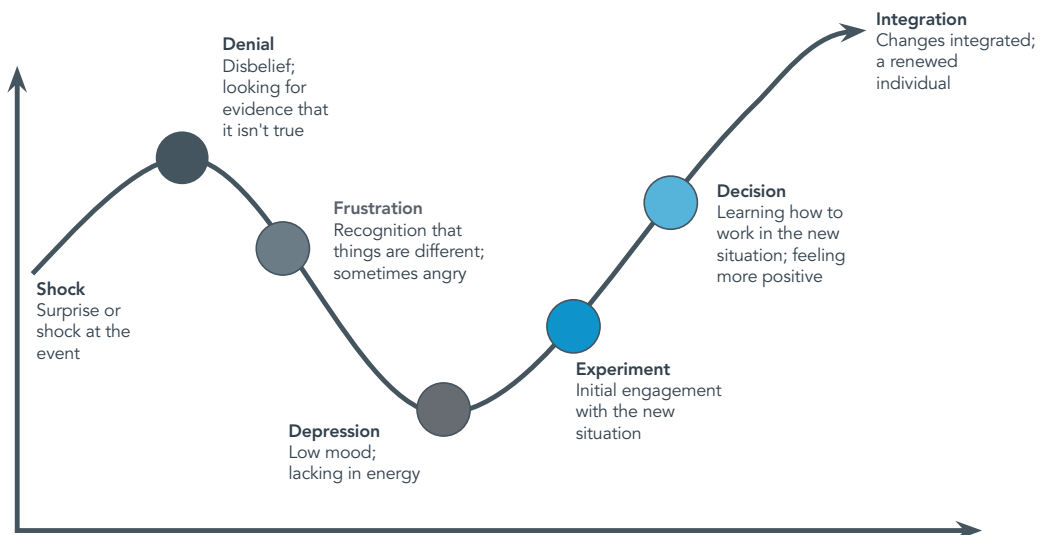 Shock
Surprise or
shock at the
event
Denial
Disbelief;
looking for
evidence that
it isn't true
Frustration
Recognition that
things are different;
sometimes angry
Depression
Low mood;
lacking in energy
Experiment
Initial engagement
with the new
situation
Decision
Learning how to
work in the new
situation; feeling
more positive
Integration
Changes integrated;
a renewed
individual